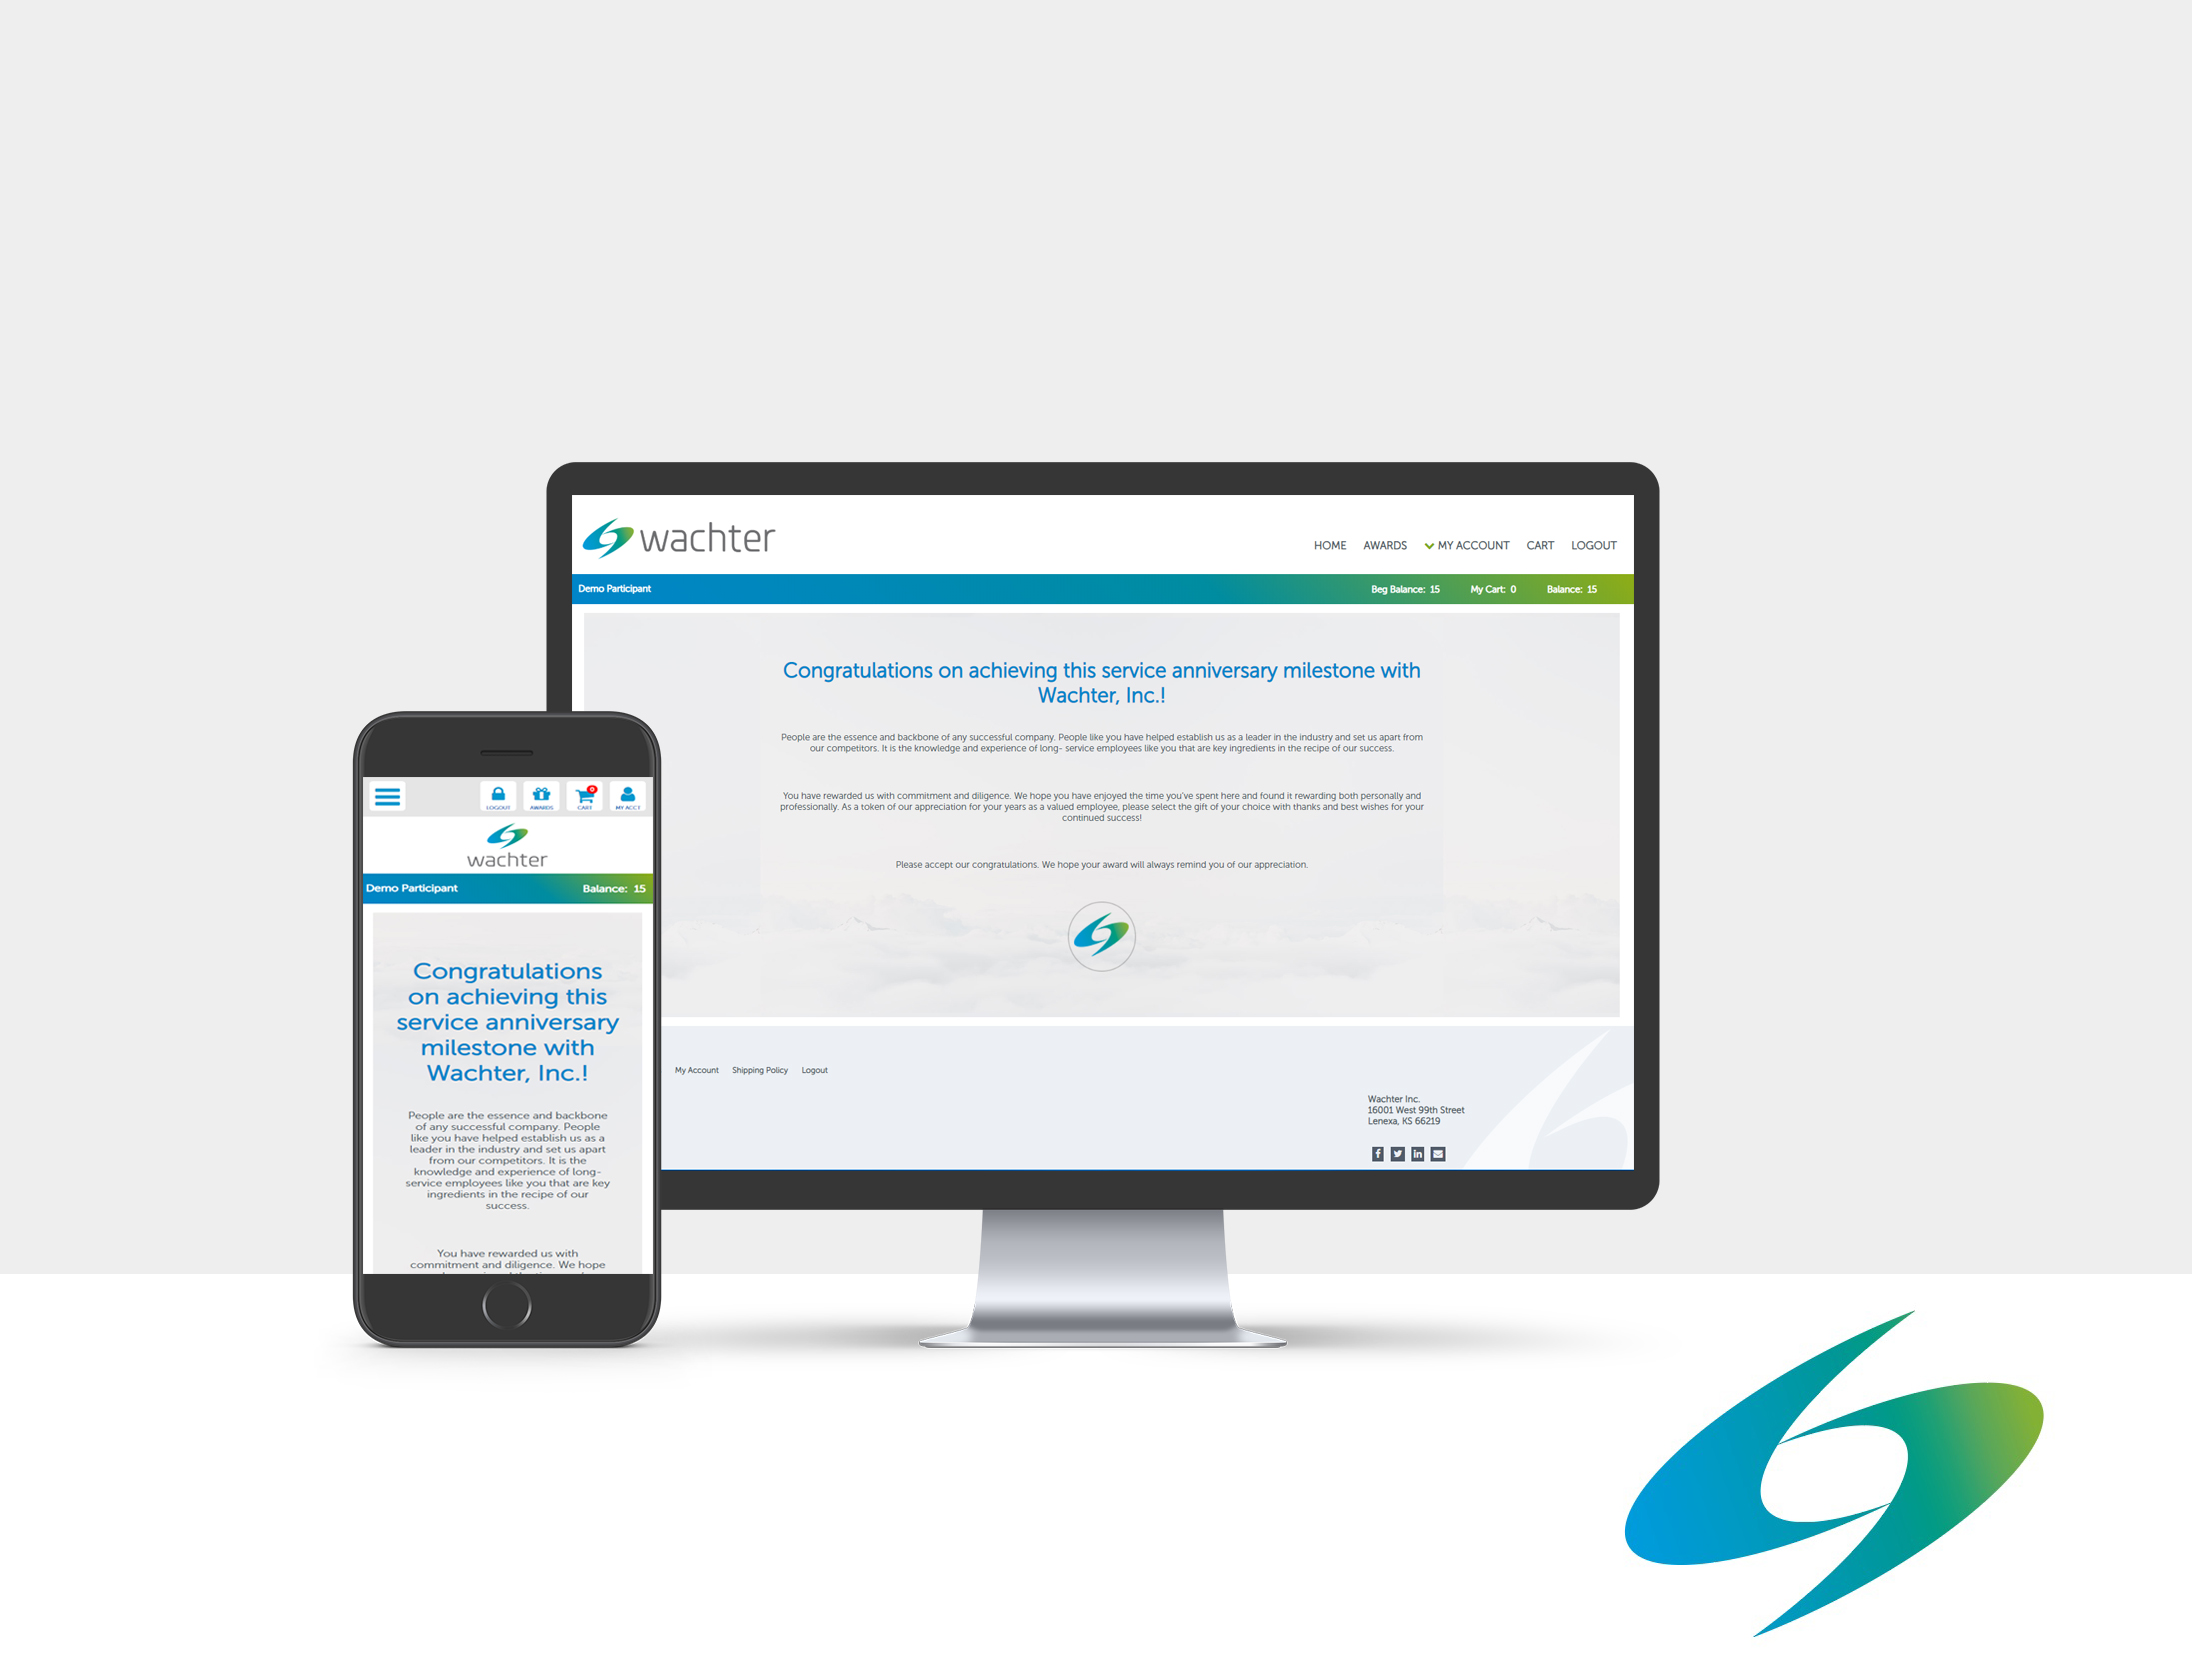 wachter
HOME AWARDS MY ACCOUNT CART LOGOUT
Demo Participant Beg Balance: 15 My Cart: 0 Balance: 15
Congratulations on achieving this service anniversary milestone with
Wachter, Inc.!
People are the essence and backbone of any successful company. People like you have helped establish us as a leader in the industry and set us apart from
our competitors. It is the knowledge and experience of long- service employees like you that are key ingredients in the recipe of our success.
You have rewarded us with commitment and diligence. We hope you have enjoyed the time you've spent here and found it rewarding both personally and
professionally. As a token of our appreciation for your years as a valued employee, please select the gift of your choice with thanks and best wishes for your
continued success!
Please accept our congratulations. We hope your award will always remind you of our appreciation.
My Account Shipping Policy Logout
Wachter Inc.
16001 West 99th Street
Lenexa, KS 66219
LOGOUT AWARDS CART 0 MY ACCT
wachter
Demo Participant Balance: 15
Congratulations
on achieving this
service anniversary
milestone with
Wachter, Inc.!
People are the essence and backbone
of any successful company. People
like you have helped establish us as a
leader in the industry and set us apart
from our competitors. It is the
knowledge and experience of long-
service employees like you that are key
ingredients in the recipe of our
success.
You have rewarded us with
commitment and diligence. We hope